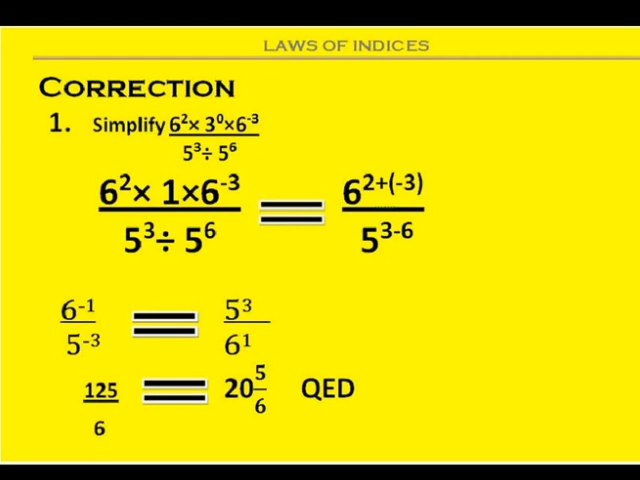 LAWS OF INDICES
CORRECTION
1. Simplify 6²× 3⁰×6⁻³
5³÷ 5⁶
6²× 1×6⁻³ = 6²⁺⁽⁻³⁾
5³÷ 5⁶ 5³⁻⁶
6⁻¹ = 5³
5⁻³ 6¹
125 = 20 5/6 QED
6